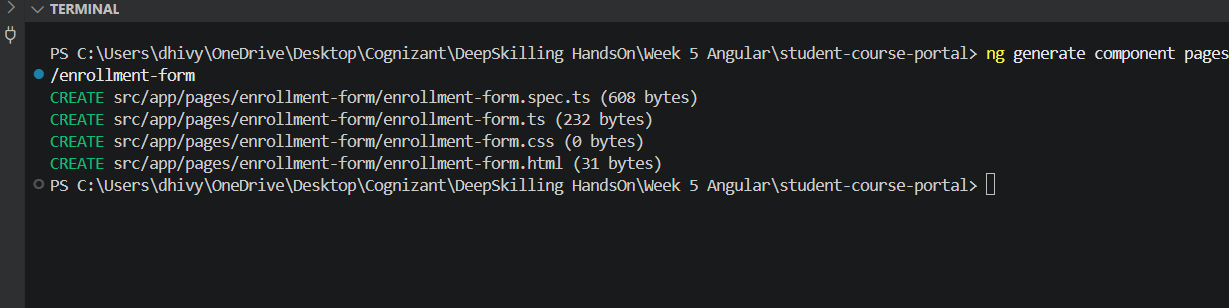 TERMINAL
PS C:\Users\dhivy\OneDrive\Desktop\Cognizant\DeepSkilling HandsOn\Week 5 Angular\student-course-portal> ng generate component pages
/enrollment-form
CREATE src/app/pages/enrollment-form/enrollment-form.spec.ts (608 bytes)
CREATE src/app/pages/enrollment-form/enrollment-form.ts (232 bytes)
CREATE src/app/pages/enrollment-form/enrollment-form.css (0 bytes)
CREATE src/app/pages/enrollment-form/enrollment-form.html (31 bytes)
PS C:\Users\dhivy\OneDrive\Desktop\Cognizant\DeepSkilling HandsOn\Week 5 Angular\student-course-portal>